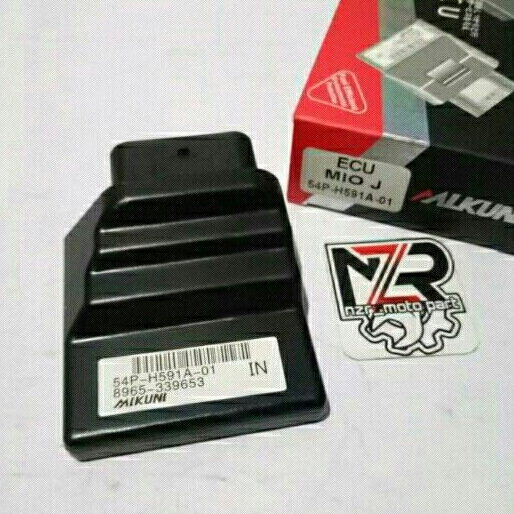 ECU
MIO J
54P-H591A-01
MIKUNI
NZR
nzr_moto part
54P-H591A-01
8965-339653
IN
MIKUNI